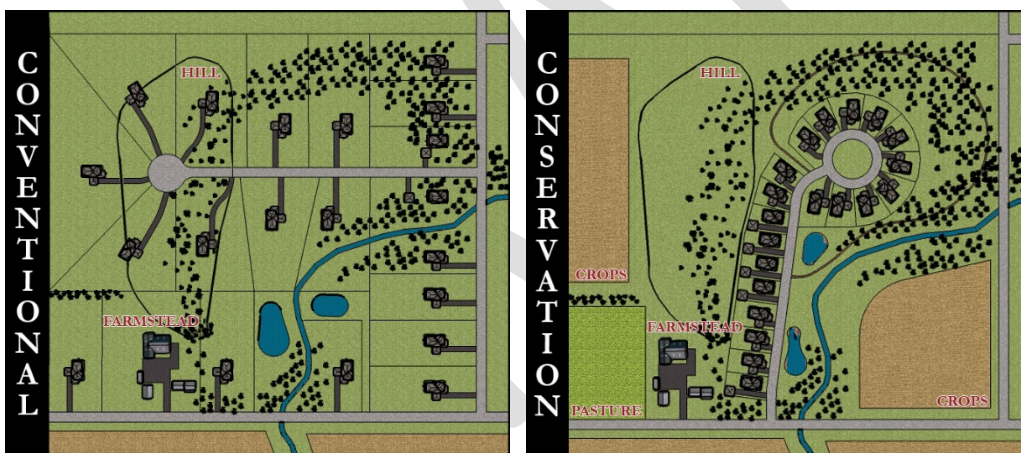 CONVENTIONAL
HILL
FARMSTEAD
CONSERVATION
HILL
CROPS
FARMSTEAD
PASTURE
CROPS